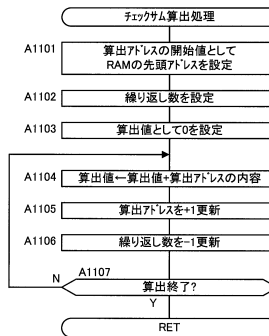 チェックサム算出処理
A1101
算出アドレスの開始値として
RAMの先頭アドレスを設定
A1102
繰り返し数を設定
A1103
算出値として0を設定
A1104
算出値←算出値+算出アドレスの内容
A1105
算出アドレスを+1更新
A1106
繰り返し数を-1更新
A1107
N
算出終了?
Y
RET